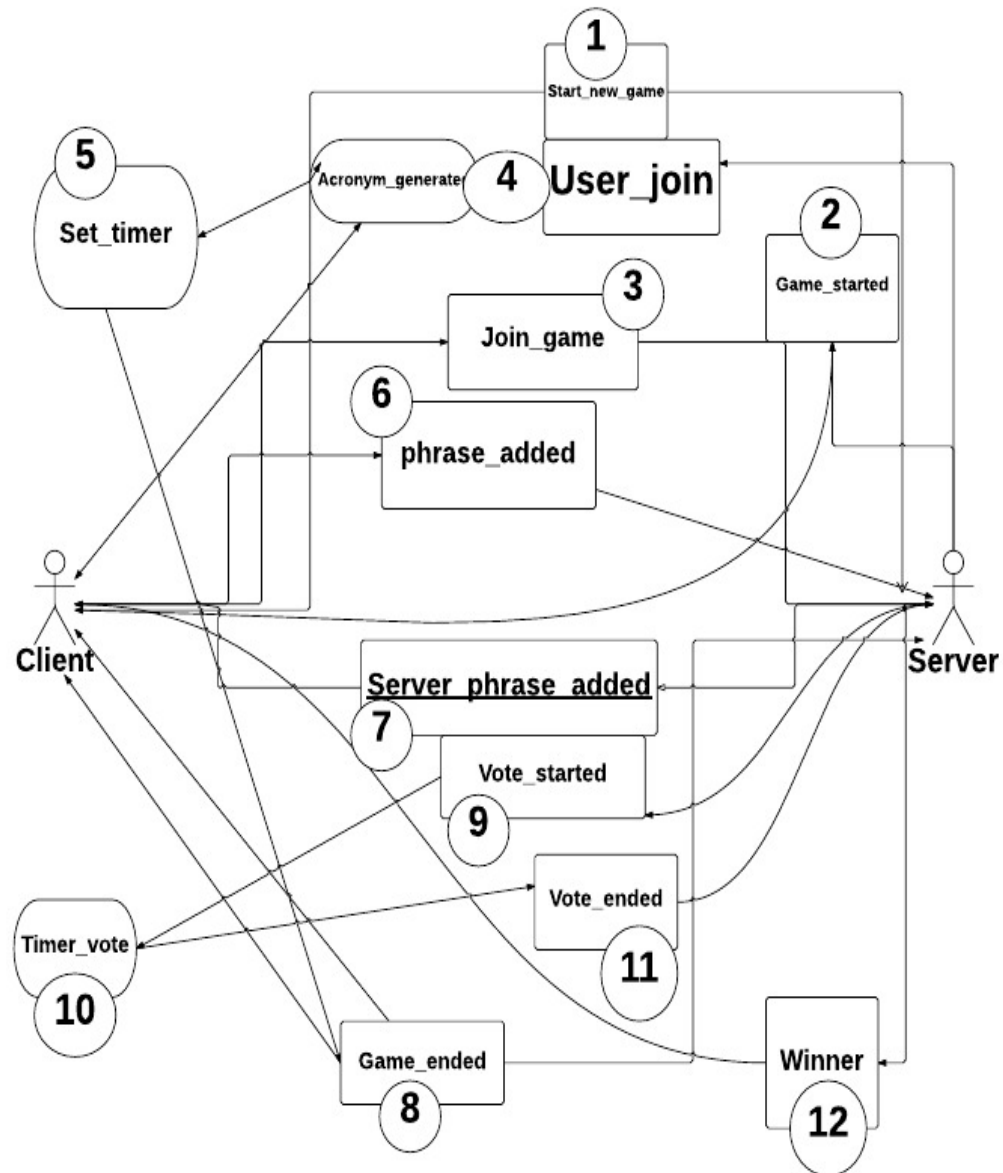 1
Start_new_game
5
Acronym_generate
4
User_join
Set_timer
2
Game_started
3
Join_game
6
phrase_added
Client
Server
Server_phrase_added
7
Vote_started
9
Vote_ended
Timer_vote
11
10
Game_ended
Winner
8
12